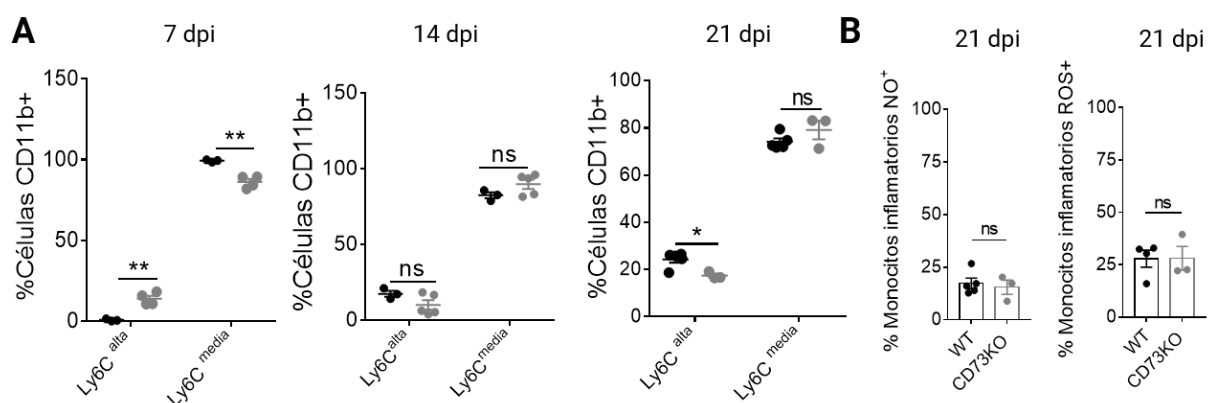 A
7 dpi
%Células CD11b+
150
100
50
0
**
**
Ly6C alta
Ly6C media
14 dpi
%Células CD11b+
150
100
50
0
ns
ns
Ly6C alta
Ly6C media
21 dpi
%Células CD11b+
100
80
60
40
20
0
*
ns
Ly6C alta
Ly6C media
B
21 dpi
% Monocitos inflamatorios NO+
100
75
50
25
0
ns
WT
CD73KO
21 dpi
% Monocitos inflamatorios ROS+
100
75
50
25
0
ns
WT
CD73KO